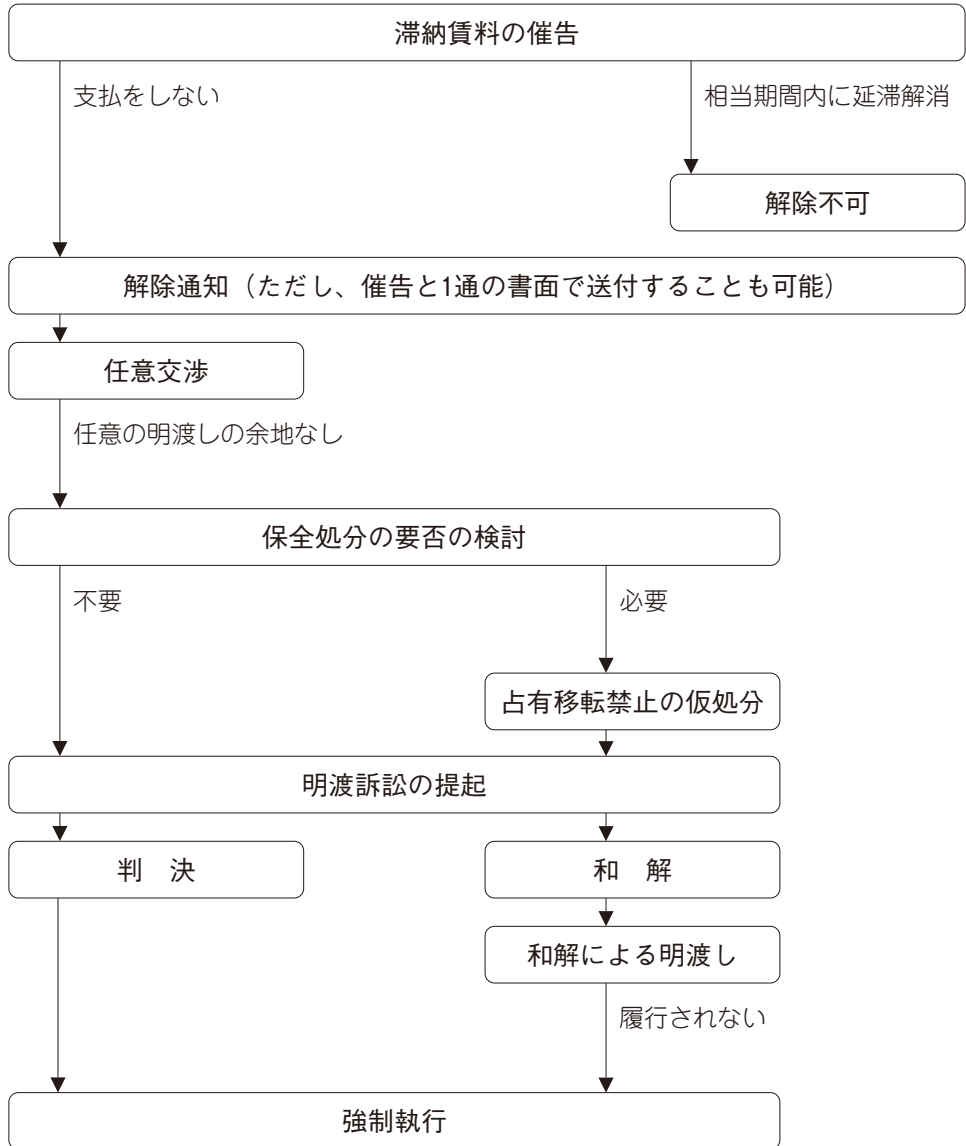 滞納賃料の催告
支払をしない
相当期間内に延滞解消
解除不可
解除通知（ただし、催告と1通の書面で送付することも可能）
任意交渉
任意の明渡しの余地なし
保全処分の要否の検討
不要
必要
占有移転禁止の仮処分
明渡訴訟の提起
判　決
和　解
和解による明渡し
履行されない
強制執行